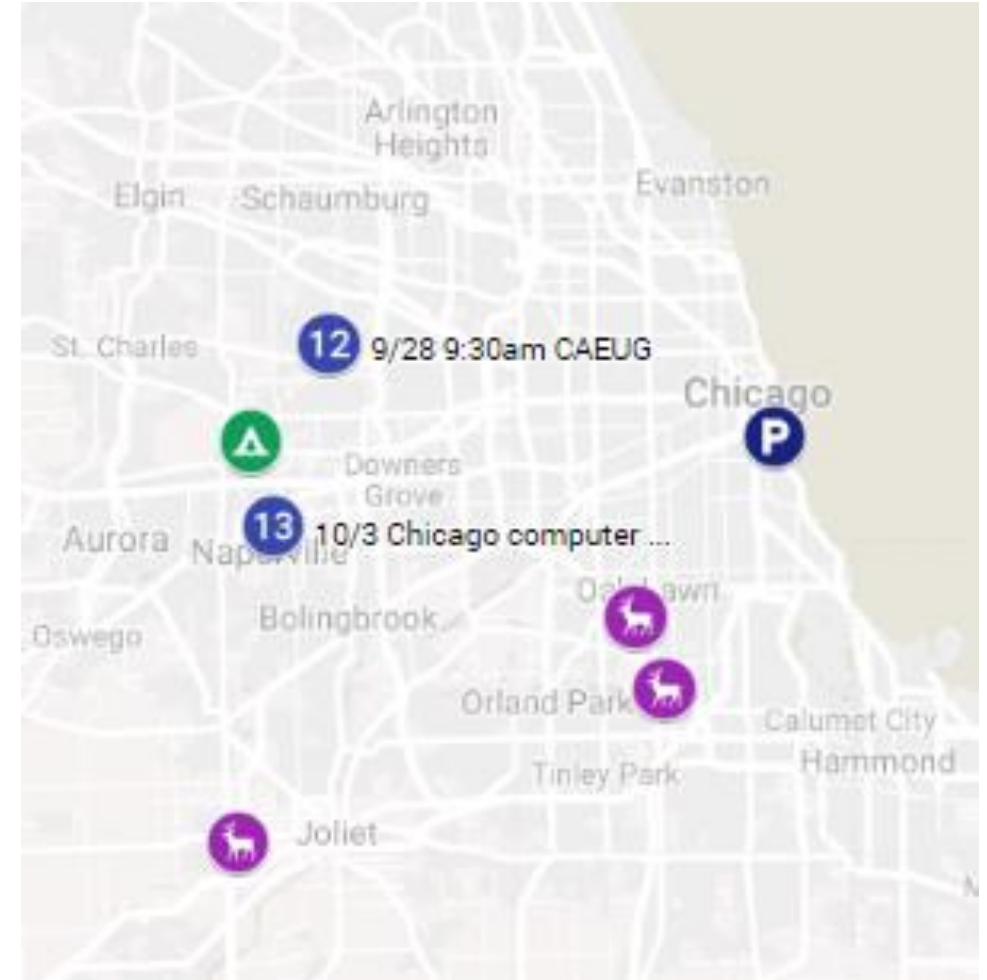 Arlington
Heights
Evanston
Elgin
Schaumburg
12 9/28 9:30am CAEUG
St. Charles
Chicago
P
Downers
Grove
13 10/3 Chicago computer ...
Aurora
Naperville
Oak Lawn
Bolingbrook
Oswego
Orland Park
Calumet City
Hammond
Tinley Park
Joliet